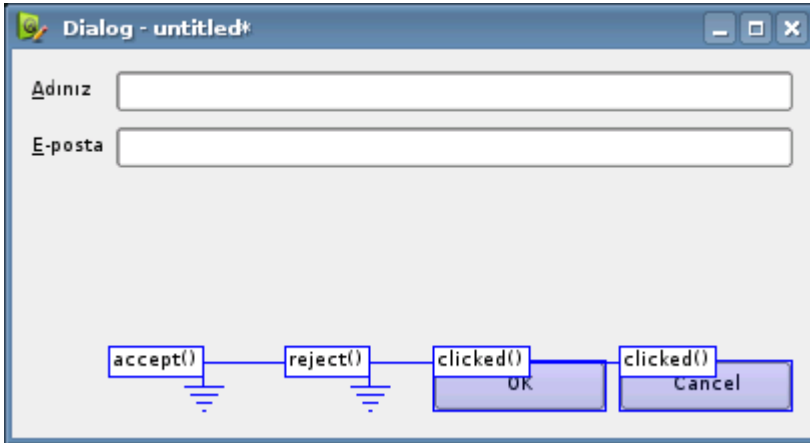 Dialog - untitled*
Adınız
E-posta
accept() reject() clicked() clicked()
OK Cancel